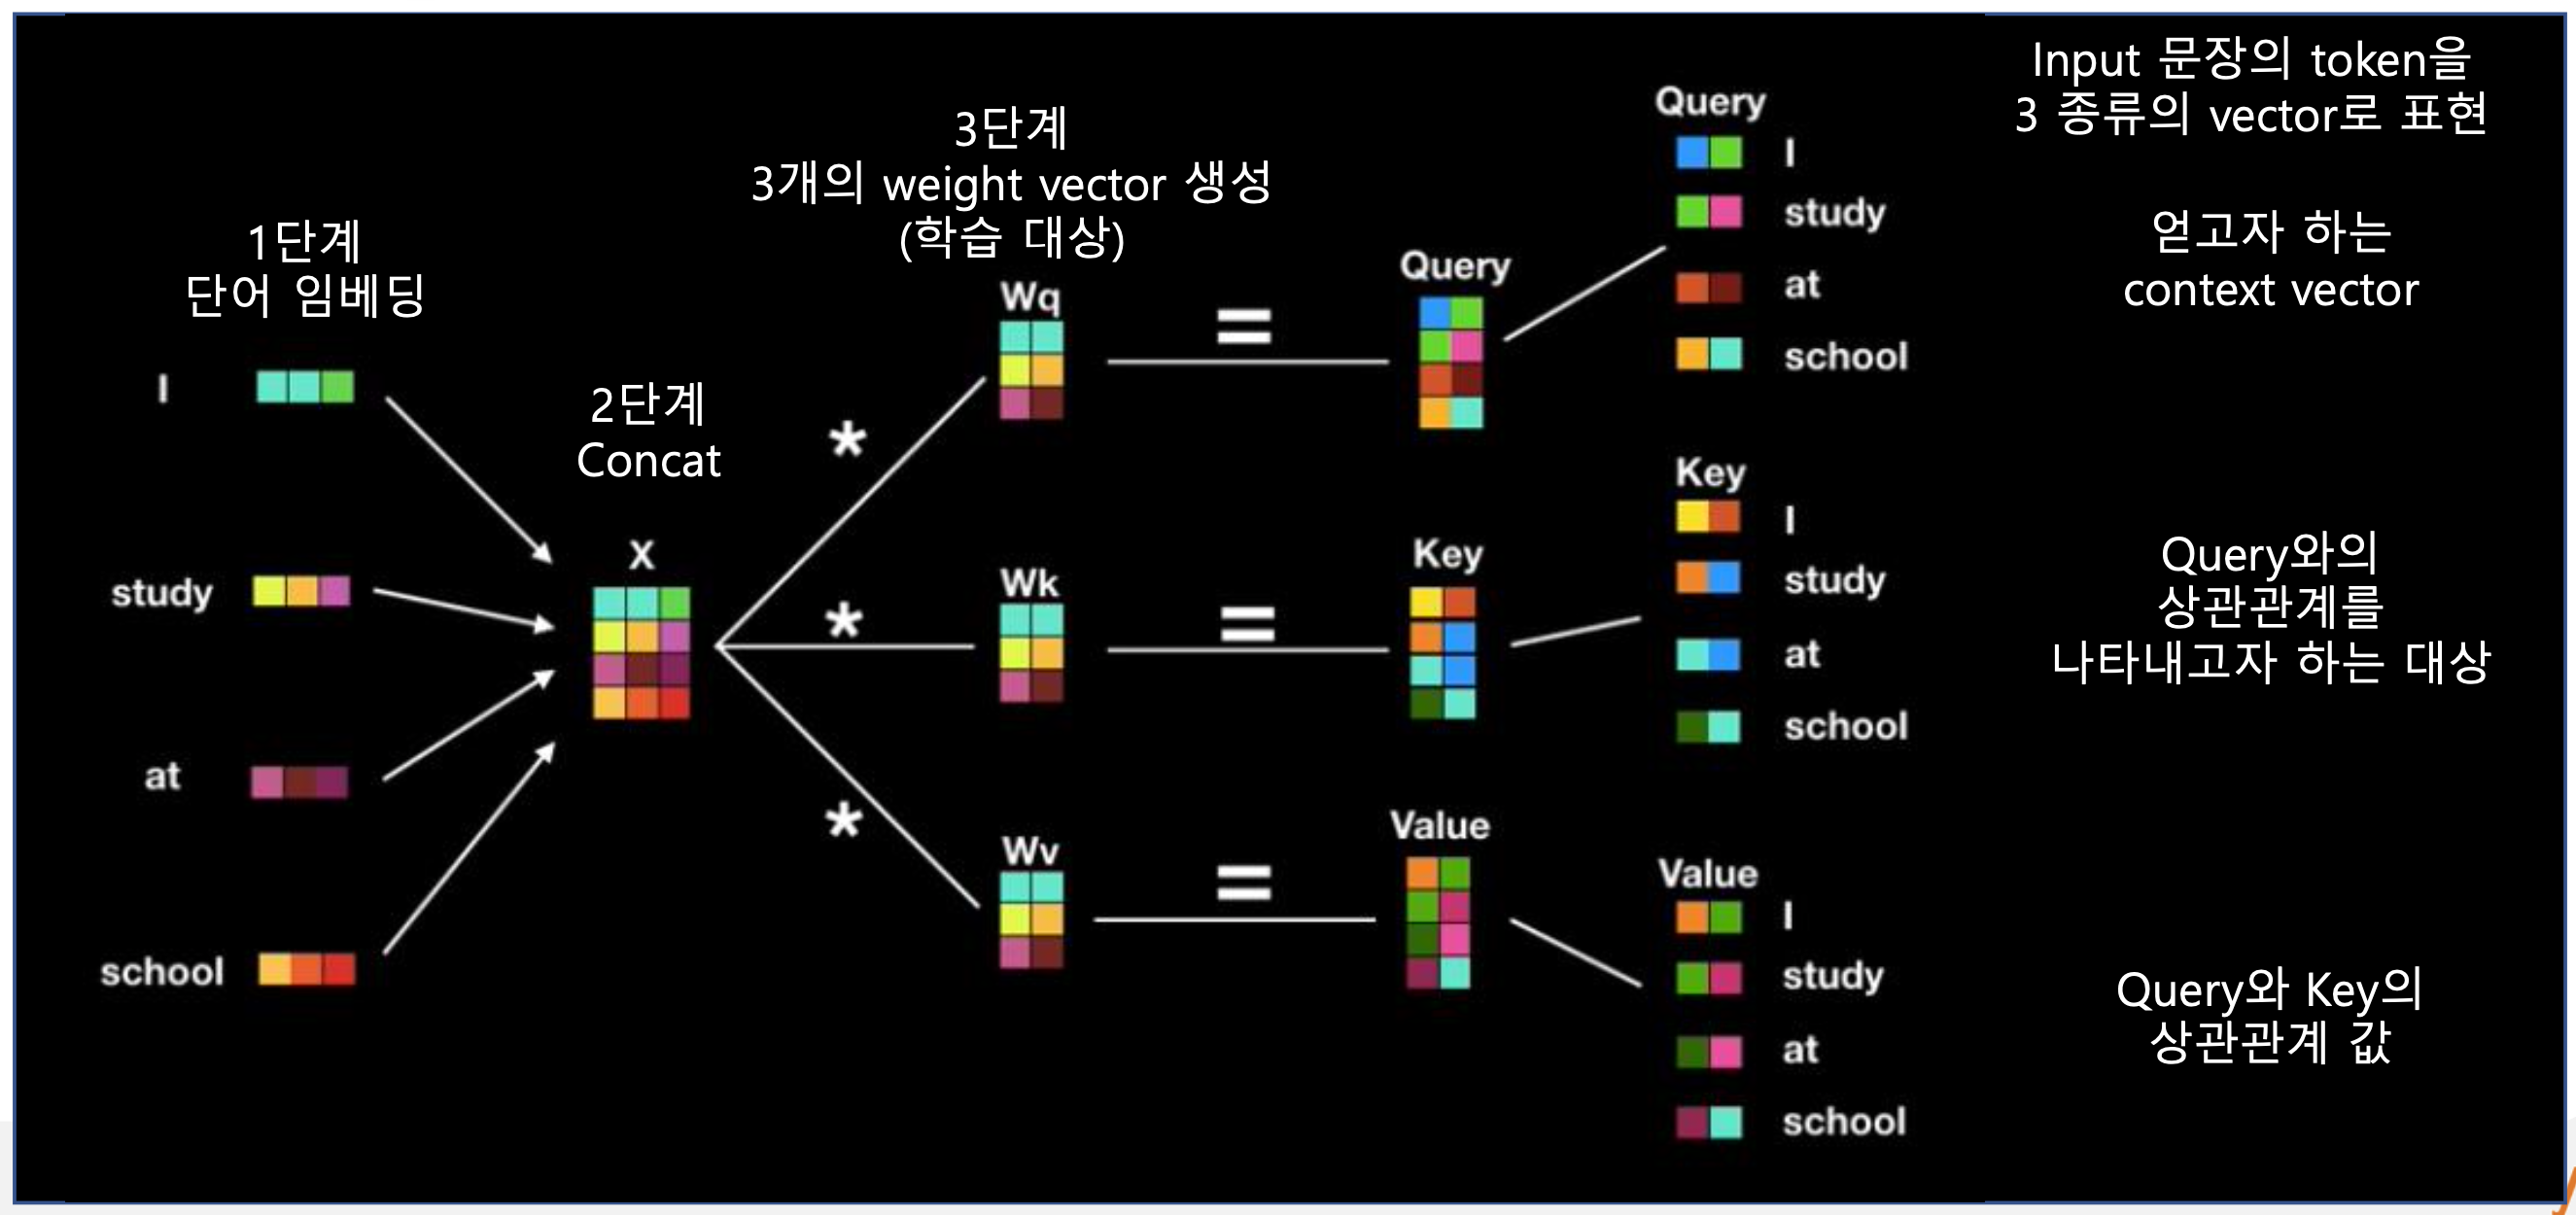 1단계
단어 임베딩
I
study
at
school
2단계
Concat
X
3단계
3개의 weight vector 생성
(학습 대상)
*
*
*
Wq
=
Query
Wk
=
Key
Wv
=
Value
Query
I
study
at
school
Key
I
study
at
school
Value
I
study
at
school
Input 문장의 token을
3 종류의 vector로 표현
얻고자 하는
context vector
Query와의
상관관계를
나타내고자 하는 대상
Query와 Key의
상관관계 값